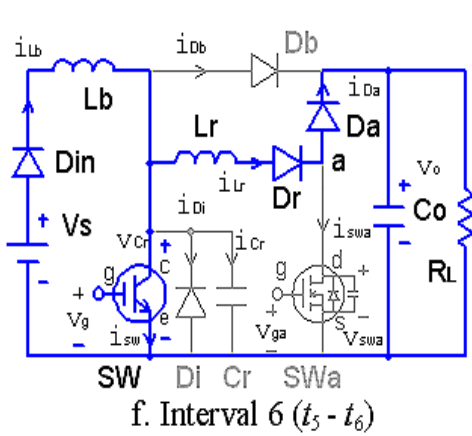 Db
iLb
iDb
Lb
iDa
Lr
Da
Din
a
Vo
iLr
Dr
Co
Vs
iDi
+
VCr
+
iCr
iswa
RL
g
c
g
d
+
+
+
Vg
e
Vga
s
Vswa
isw
SW
Di
Cr
SWa
f. Interval 6 (t5 - t6)